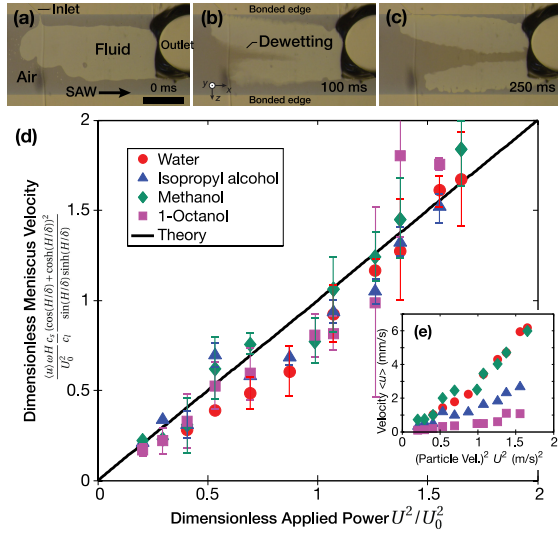 (a)
Inlet
Fluid
Outlet
Air
SAW
0 ms
(b)
Bonded edge
Dewetting
y
x
z
100 ms
Bonded edge
(c)
250 ms
(d)
Dimensionless Meniscus Velocity
⟨u⟩ωH / U₀² c_s / c_l (cos(H/δ) + cosh(H/δ))² / sin(H/δ) sinh(H/δ)
2
1.5
1
0.5
0
Water
Isopropyl alcohol
Methanol
1-Octanol
Theory
0 0.5 1 1.5 2
Dimensionless Applied Power U²/U₀²
(e)
Velocity <u> (mm/s)
6
4
2
0
0 0.5 1 1.5 2
(Particle Vel.)² U² (m/s)²